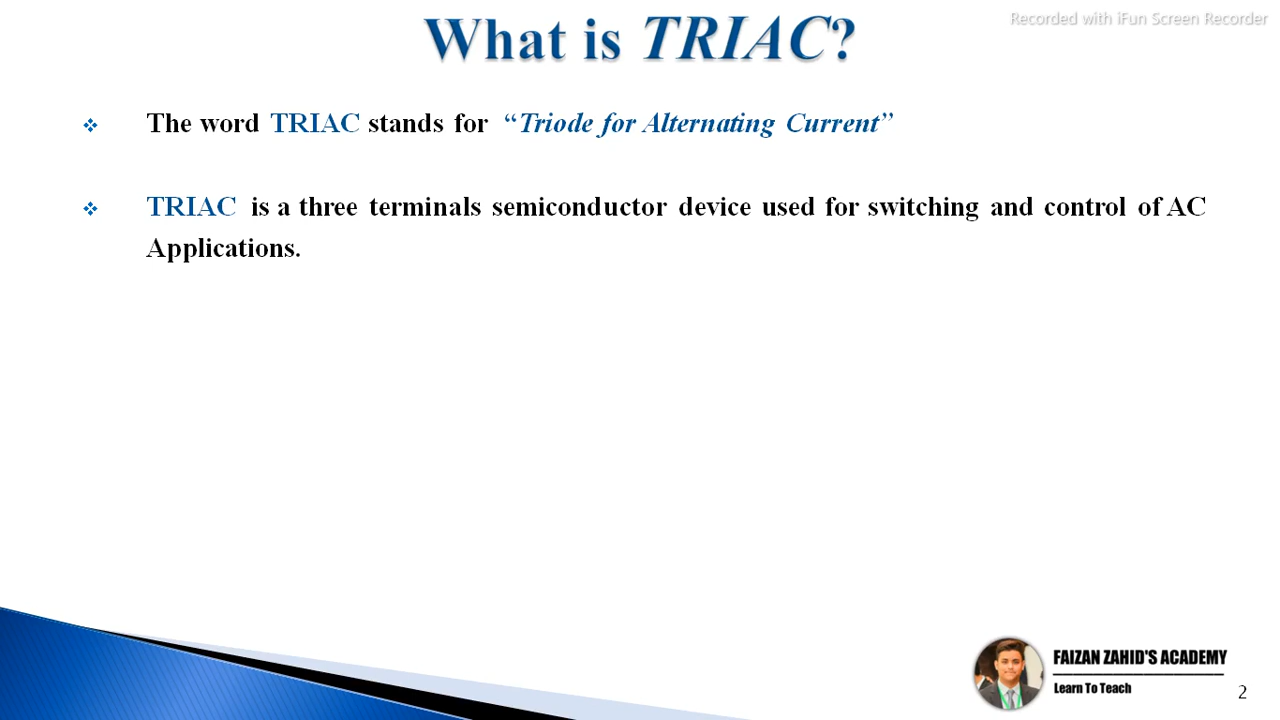 Recorded with iFun Screen Recorder
What is TRIAC?
The word TRIAC stands for “Triode for Alternating Current”
TRIAC is a three terminals semiconductor device used for switching and control of AC
Applications.
FAIZAN ZAHID'S ACADEMY
Learn To Teach
2